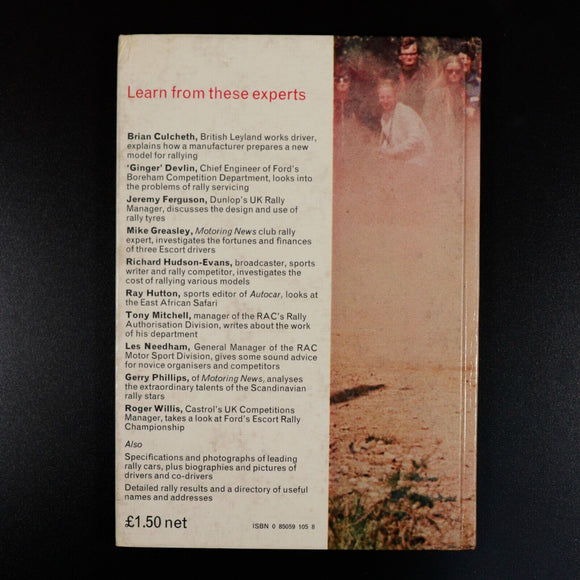 Learn from these experts
Brian Culcheth, British Leyland works driver,
explains how a manufacturer prepares a new
model for rallying
‘Ginger’ Devlin, Chief Engineer of Ford's
Boreham Competition Department, looks into
the problems of rally servicing
Jeremy Ferguson, Dunlop's UK Rally
Manager, discusses the design and use of
rally tyres
Mike Greasley, Motoring News club rally
expert, investigates the fortunes and finances
of three Escort drivers
Richard Hudson-Evans, broadcaster, sports
writer and rally competitor, investigates the
cost of rallying various models
Ray Hutton, sports editor of Autocar, looks at
the East African Safari
Tony Mitchell, manager of the RAC's Rally
Authorisation Division, writes about the work
of his department
Les Needham, General Manager of the RAC
Motor Sport Division, gives some sound advice
for novice organisers and competitors
Gerry Phillips, of Motoring News, analyses
the extraordinary talents of the Scandinavian
rally stars
Roger Willis, Castrol's UK Competitions
Manager, takes a look at Ford's Escort Rally
Championship
Also
Specifications and photographs of leading
rally cars, plus biographies and pictures of
drivers and co-drivers
Detailed rally results and a directory of useful
names and addresses
£1.50 net
ISBN 0 85059 105 8